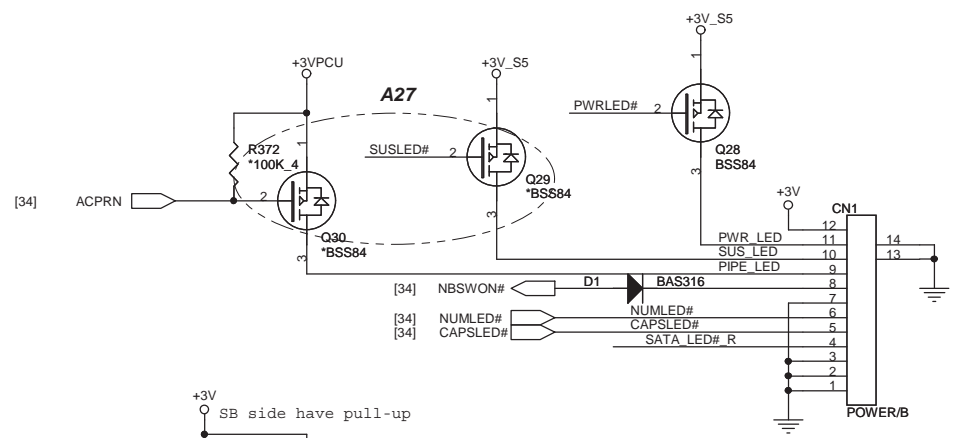 +3V_S5
+3VPCU
+3V_S5
A27
1
1
1
PWRLED#
2
Q28
BSS84
3
R372
*100K_4
SUSLED#
2
Q29
*BSS84
3
[34]
ACPRN
2
Q30
*BSS84
3
+3V
CN1
12
PWR_LED
11
14
SUS_LED
10
13
PIPE_LED
9
[34]
NBSWON#
D1
BAS316
8
7
[34]
NUMLED#
NUMLED#
6
[34]
CAPSLED#
CAPSLED#
5
SATA_LED#_R
4
3
2
1
POWER/B
+3V
SB side have pull-up